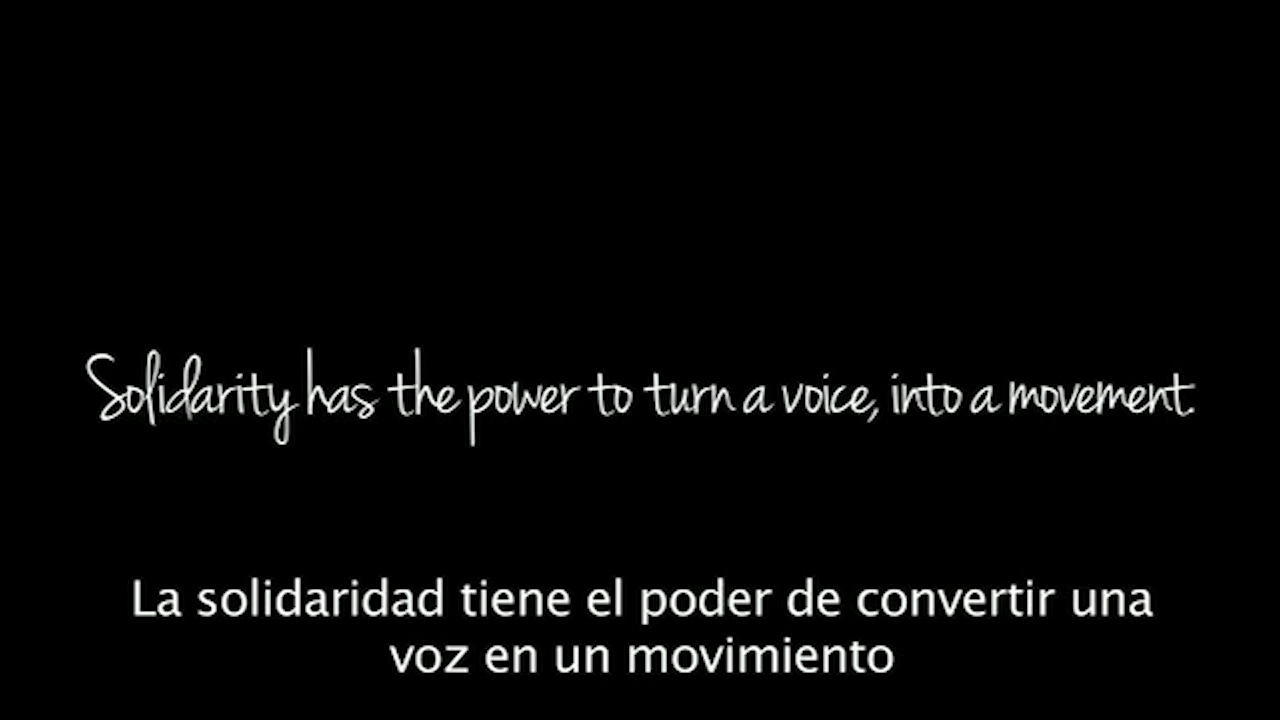 Solidarity has the power to turn a voice, into a movement.
La solidaridad tiene el poder de convertir una
voz en un movimiento